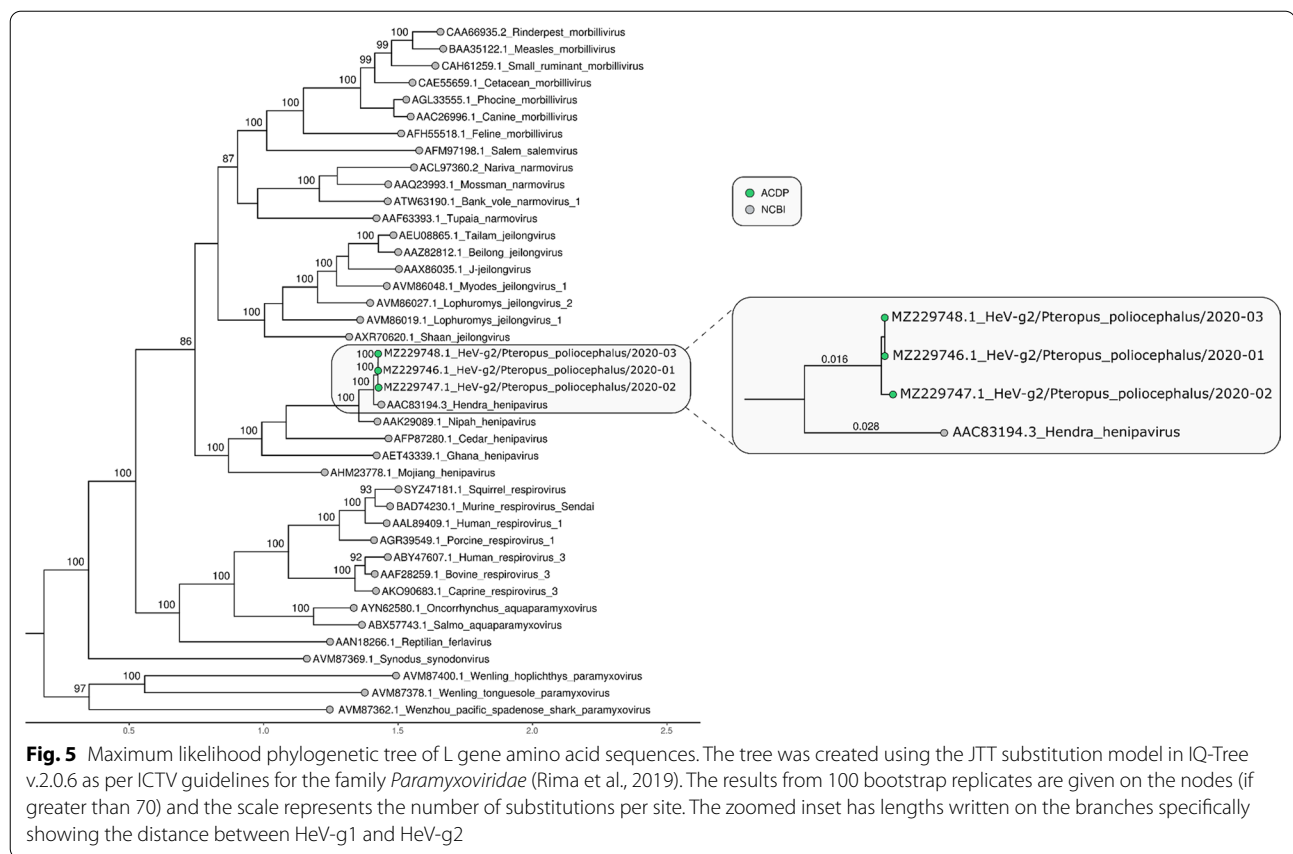 100
CAA66935.2_Rinderpest_morbillivirus
99
BAA35122.1_Measles_morbillivirus
99
CAH61259.1_Small_ruminant_morbillivirus
100
CAE55659.1_Cetacean_morbillivirus
AGL33555.1_Phocine_morbillivirus
100
AAC26996.1_Canine_morbillivirus
100
AFH55518.1_Feline_morbillivirus
AFM97198.1_Salem_salemvirus
87
ACL97360.2_Nariva_narmovirus
100
AAQ23993.1_Mossman_narmovirus
ATW63190.1_Bank_vole_narmovirus_1
AAF63393.1_Tupaia_narmovirus
100
AEU08865.1_Tailam_jeilongvirus
100
AAZ82812.1_Beilong_jeilongvirus
100
AAX86035.1_J-jeilongvirus
100
AVM86048.1_Myodes_jeilongvirus_1
AVM86027.1_Lophuromys_jeilongvirus_2
100
AVM86019.1_Lophuromys_jeilongvirus_1
AXR70620.1_Shaan_jeilongvirus
86
100
MZ229748.1_HeV-g2/Pteropus_poliocephalus/2020-03
100
MZ229746.1_HeV-g2/Pteropus_poliocephalus/2020-01
100
MZ229747.1_HeV-g2/Pteropus_poliocephalus/2020-02
100
AAC83194.3_Hendra_henipavirus
AAK29089.1_Nipah_henipavirus
100
AFP87280.1_Cedar_henipavirus
100
AET43339.1_Ghana_henipavirus
AHM23778.1_Mojiang_henipavirus
100
93
SYZ47181.1_Squirrel_respirovirus
100
BAD74230.1_Murine_respirovirus_Sendai
100
AAL89409.1_Human_respirovirus_1
AGR39549.1_Porcine_respirovirus_1
100
92
ABY47607.1_Human_respirovirus_3
100
AAF28259.1_Bovine_respirovirus_3
100
AKO90683.1_Caprine_respirovirus_3
100
AYN62580.1_Oncorrhynchus_aquaparamyxovirus
100
ABX57743.1_Salmo_aquaparamyxovirus
100
AAN18266.1_Reptilian_ferlavirus
AVM87369.1_Synodus_synodonvirus
100
AVM87400.1_Wenling_hoplichthys_paramyxovirus
97
AVM87378.1_Wenling_tonguesole_paramyxovirus
AVM87362.1_Wenzhou_pacific_spadenose_shark_paramyxovirus
0.5 1.0 1.5 2.0 2.5
ACDP
NCBI
MZ229748.1_HeV-g2/Pteropus_poliocephalus/2020-03
0.016
MZ229746.1_HeV-g2/Pteropus_poliocephalus/2020-01
MZ229747.1_HeV-g2/Pteropus_poliocephalus/2020-02
0.028
AAC83194.3_Hendra_henipavirus
Fig. 5 Maximum likelihood phylogenetic tree of L gene amino acid sequences. The tree was created using the JTT substitution model in IQ-Tree
v.2.0.6 as per ICTV guidelines for the family Paramyxoviridae (Rima et al., 2019). The results from 100 bootstrap replicates are given on the nodes (if
greater than 70) and the scale represents the number of substitutions per site. The zoomed inset has lengths written on the branches specifically
showing the distance between HeV-g1 and HeV-g2